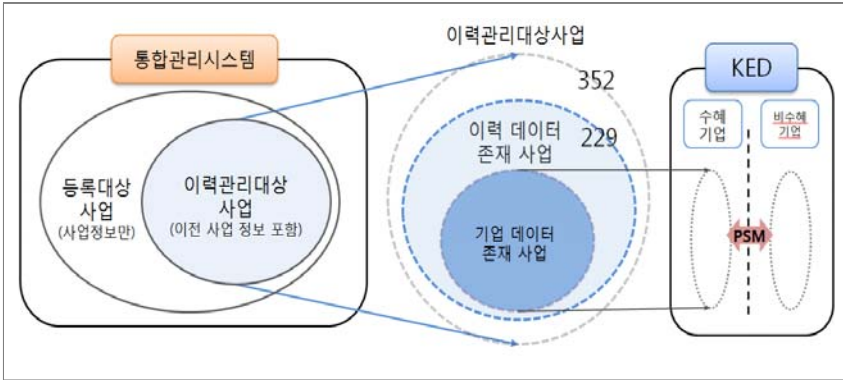 통합관리시스템
등록대상
사업
(사업정보만)
이력관리대상
사업
(이전 사업 정보 포함)
이력관리대상사업
352
이력 데이터
존재 사업
229
기업 데이터
존재 사업
KED
수혜
기업
비수혜
기업
PSM